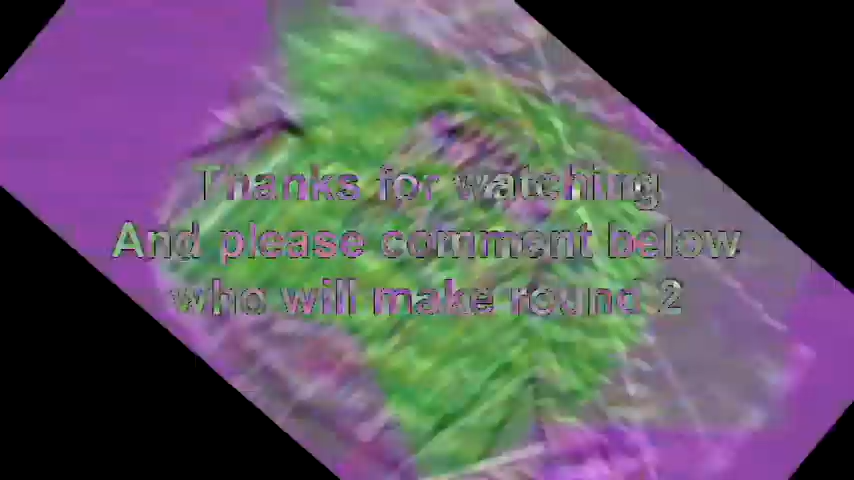 Thanks for watching
And please comment below
who will make round 2